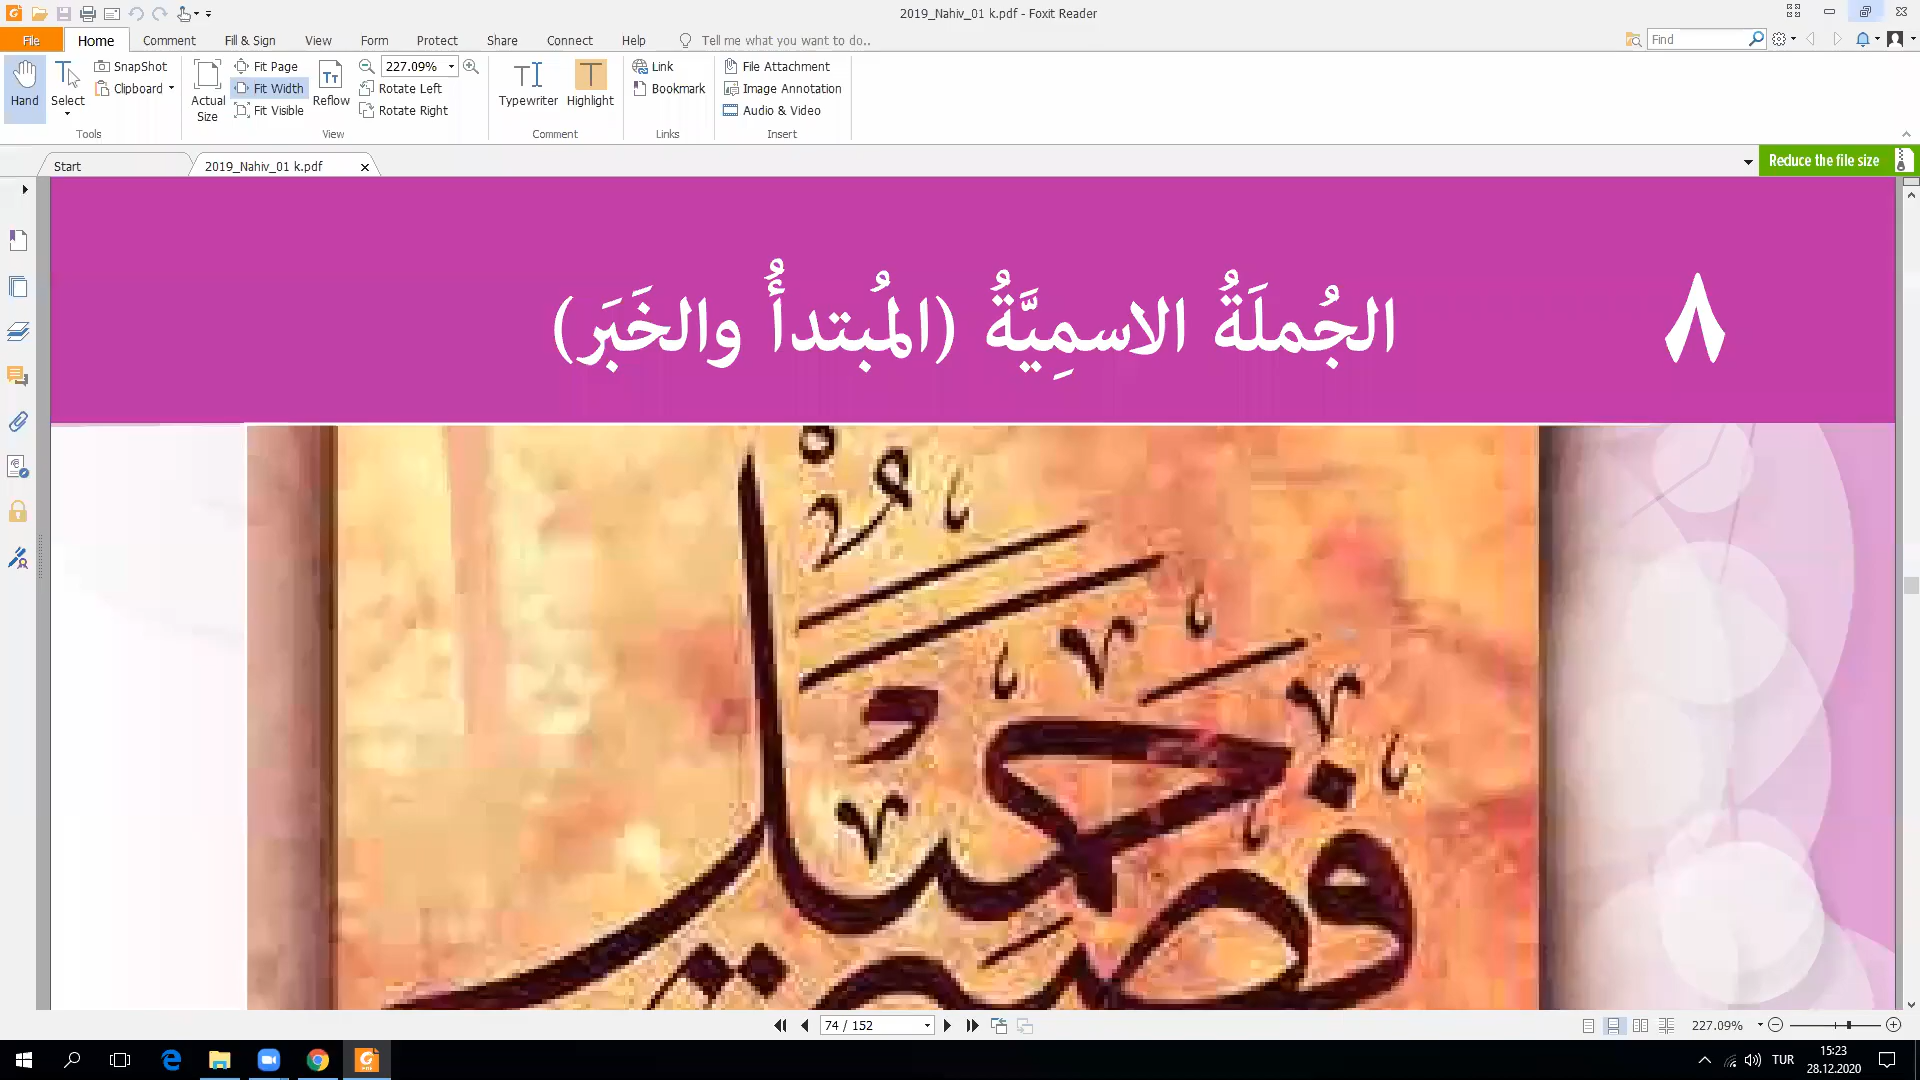 2019_Nahiv_01 k.pdf - Foxit Reader
File Home Comment Fill & Sign View Form Protect Share Connect Help Tell me what you want to do.. Find
Hand
Select
SnapShot
Clipboard
Tools
Actual Size
Fit Page
Fit Width
Fit Visible
Reflow
227.09%
Rotate Left
Rotate Right
View
Typewriter
Highlight
Comment
Link
Bookmark
Links
File Attachment
Image Annotation
Audio & Video
Insert
Start
2019_Nahiv_01 k.pdf
Reduce the file size
٨ الجُملَةُ الاسمِيَّةُ (المُبتدأُ والخَبَر)
74 / 152
227.09%
TUR
15:23
28.12.2020